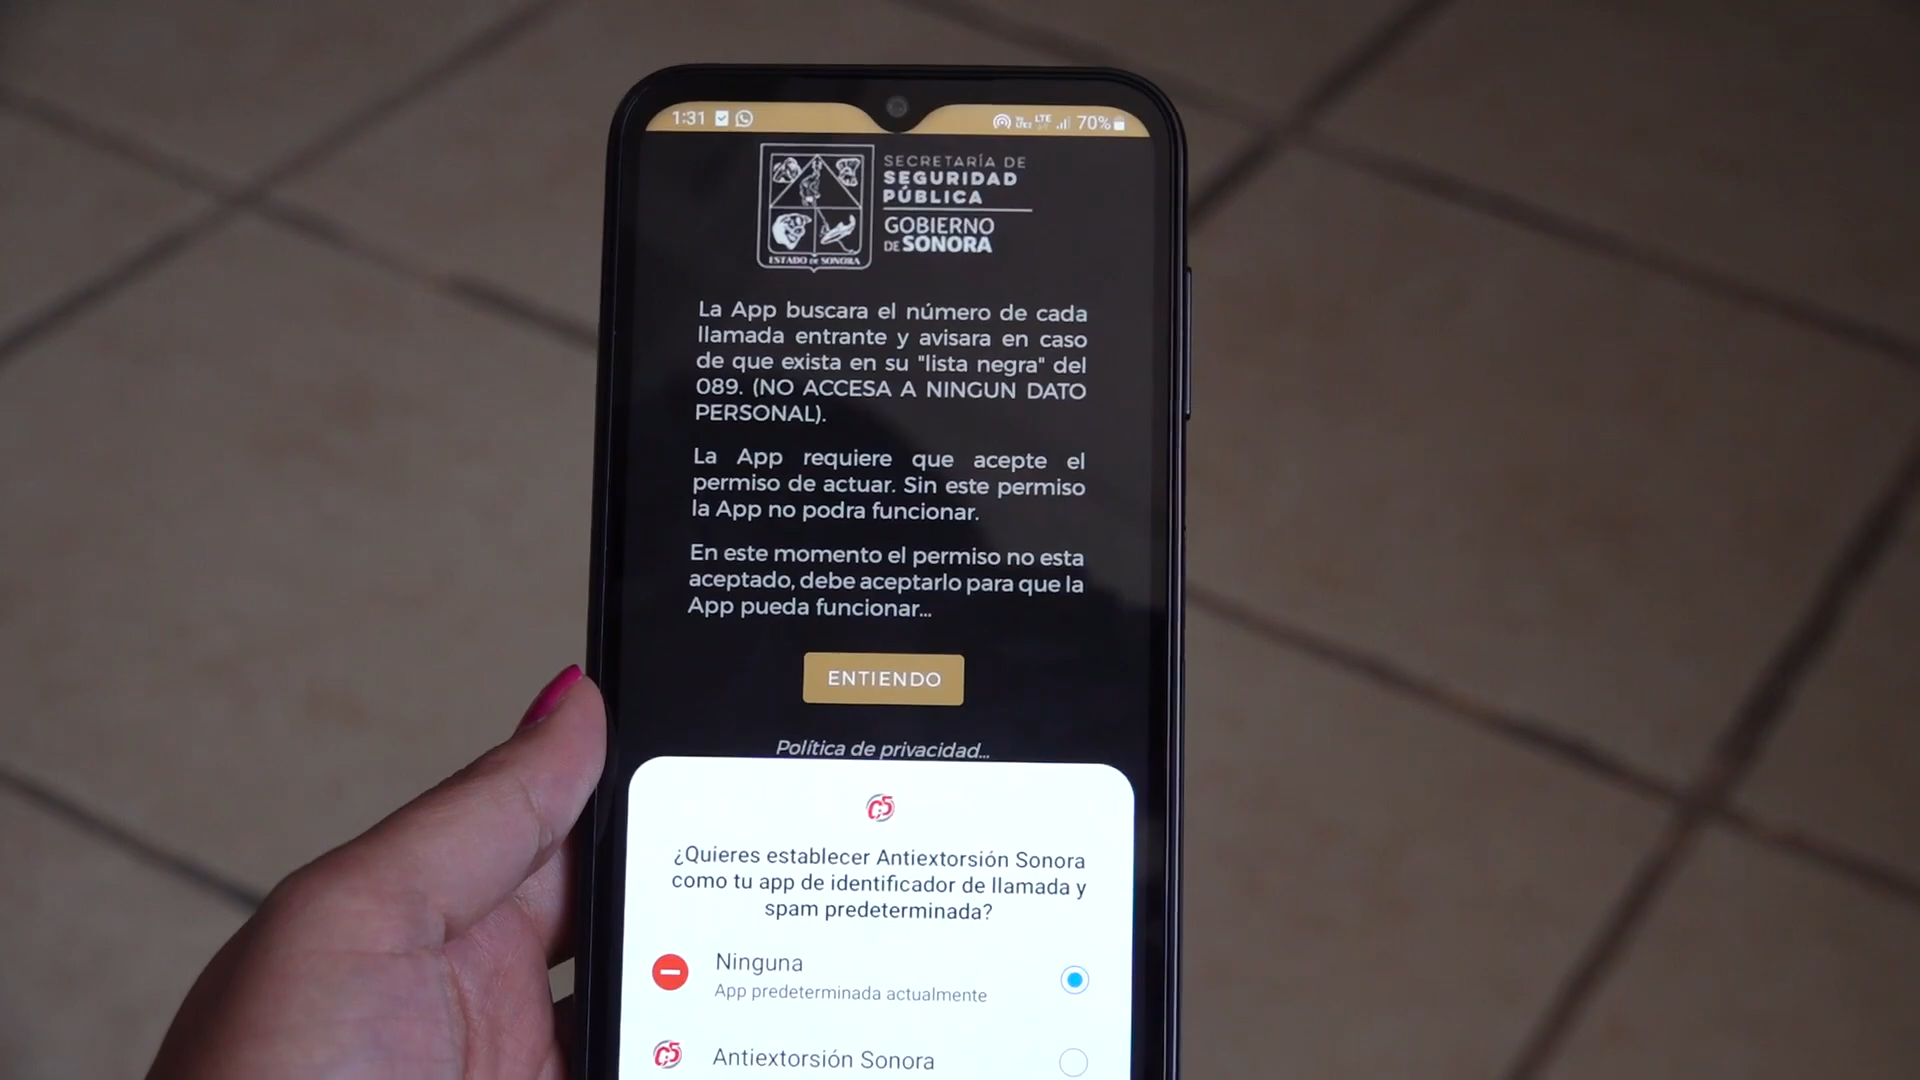 1:31
LTE
70%
SECRETARÍA DE
SEGURIDAD
PÚBLICA
GOBIERNO
DE SONORA
ESTADO DE SONORA
La App buscara el número de cada
llamada entrante y avisara en caso
de que exista en su "lista negra" del
089. (NO ACCESA A NINGUN DATO
PERSONAL).
La App requiere que acepte el
permiso de actuar. Sin este permiso
la App no podra funcionar.
En este momento el permiso no esta
aceptado, debe aceptarlo para que la
App pueda funcionar...
ENTIENDO
Política de privacidad...
C5
¿Quieres establecer Antiextorsión Sonora
como tu app de identificador de llamada y
spam predeterminada?
Ninguna
App predeterminada actualmente
C5
Antiextorsión Sonora